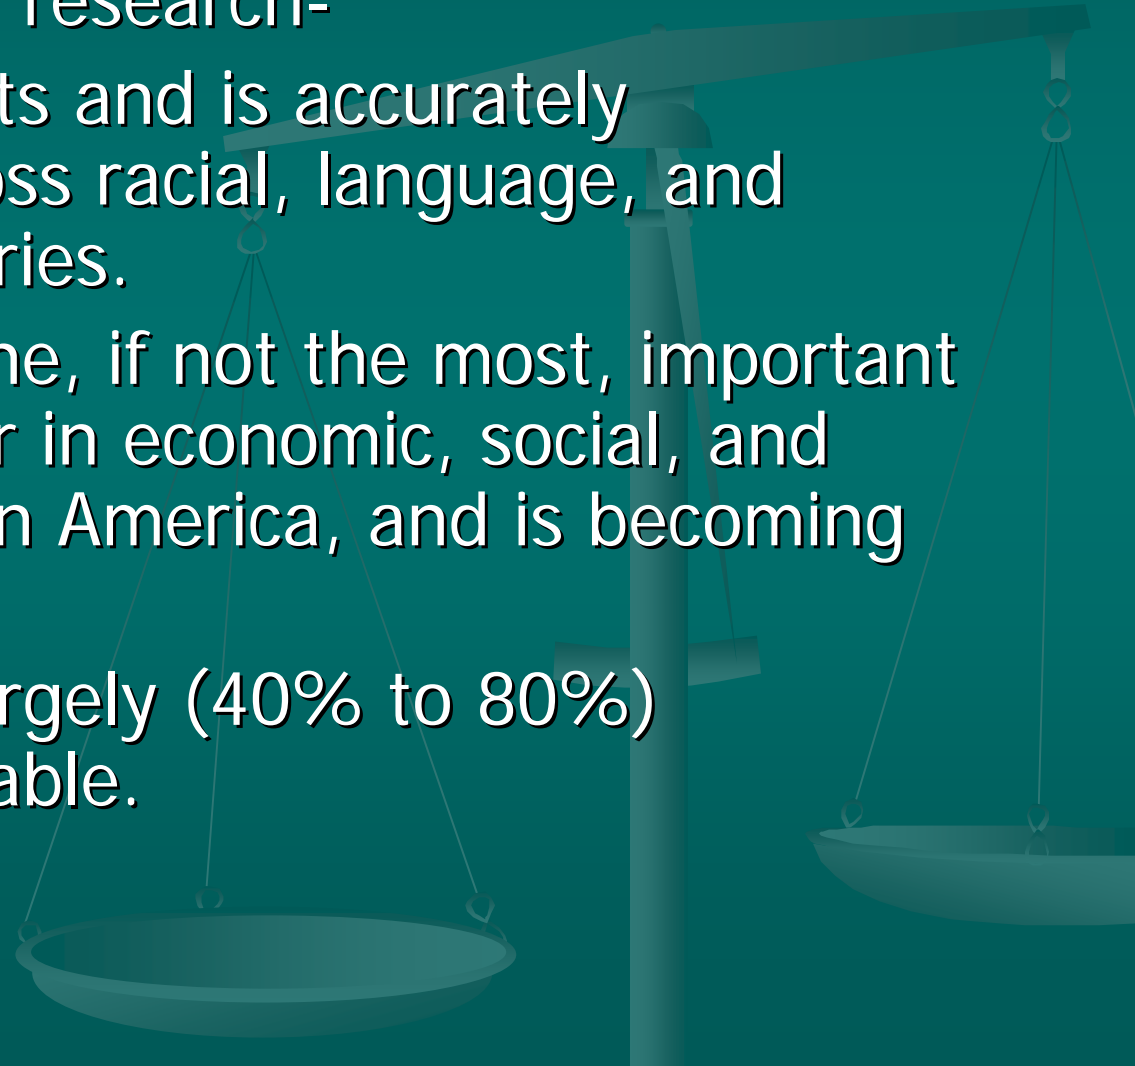 research-
ts and is accurately
oss racial, language, and
ries.
ne, if not the most, important
r in economic, social, and
n America, and is becoming
rgely (40% to 80%)
able.